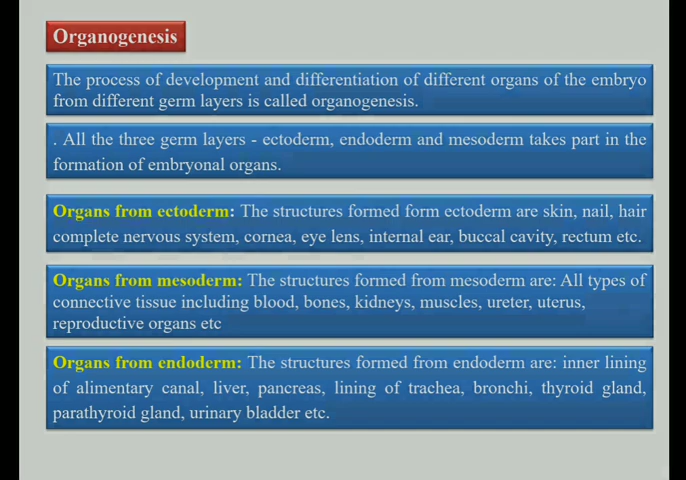 Organogenesis
The process of development and differentiation of different organs of the embryo
from different germ layers is called organogenesis.
. All the three germ layers - ectoderm, endoderm and mesoderm takes part in the
formation of embryonal organs.
Organs from ectoderm: The structures formed form ectoderm are skin, nail, hair
complete nervous system, cornea, eye lens, internal ear, buccal cavity, rectum etc.
Organs from mesoderm: The structures formed from mesoderm are: All types of
connective tissue including blood, bones, kidneys, muscles, ureter, uterus,
reproductive organs etc
Organs from endoderm: The structures formed from endoderm are: inner lining
of alimentary canal, liver, pancreas, lining of trachea, bronchi, thyroid gland,
parathyroid gland, urinary bladder etc.